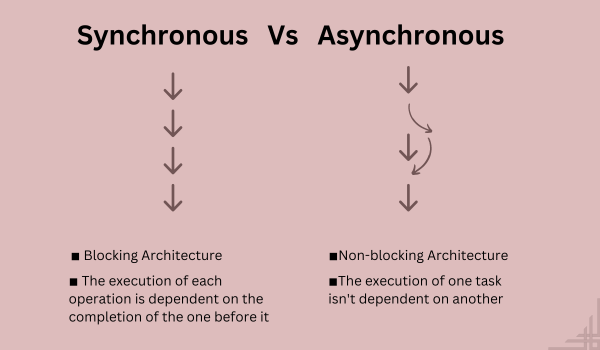 Synchronous Vs Asynchronous
▪ Blocking Architecture
▪ The execution of each
operation is dependent on the
completion of the one before it
▪Non-blocking Architecture
▪The execution of one task
isn't dependent on another